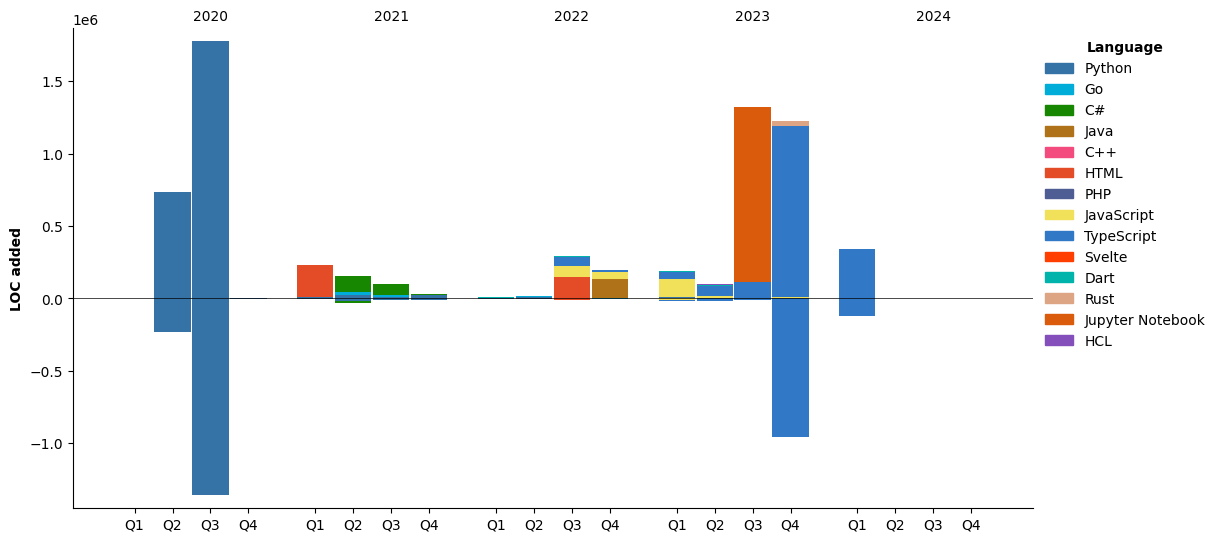 1e6
2020 2021 2022 2023 2024
LOC added
1.5
1.0
0.5
0.0
−0.5
−1.0
Q1 Q2 Q3 Q4 Q1 Q2 Q3 Q4 Q1 Q2 Q3 Q4 Q1 Q2 Q3 Q4 Q1 Q2 Q3 Q4
Language
Python
Go
C#
Java
C++
HTML
PHP
JavaScript
TypeScript
Svelte
Dart
Rust
Jupyter Notebook
HCL